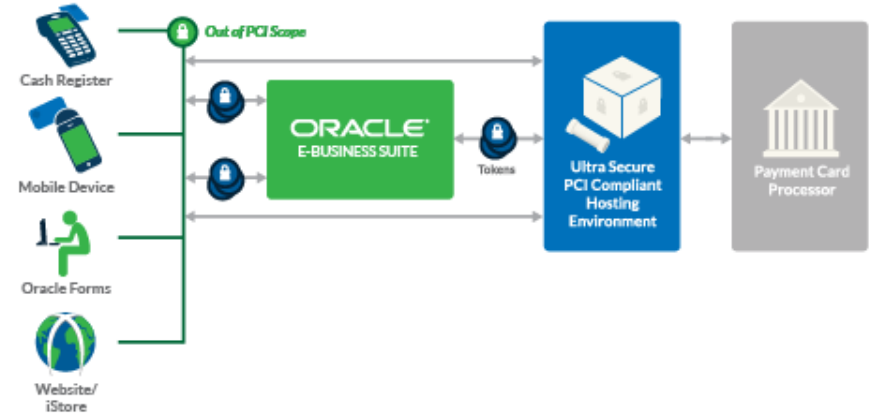 Cash Register
Out of PCI Scope
Mobile Device
Oracle Forms
Website/
iStore
ORACLE®
E-BUSINESS SUITE
Tokens
Ultra Secure
PCI Compliant
Hosting
Environment
Payment Card
Processor